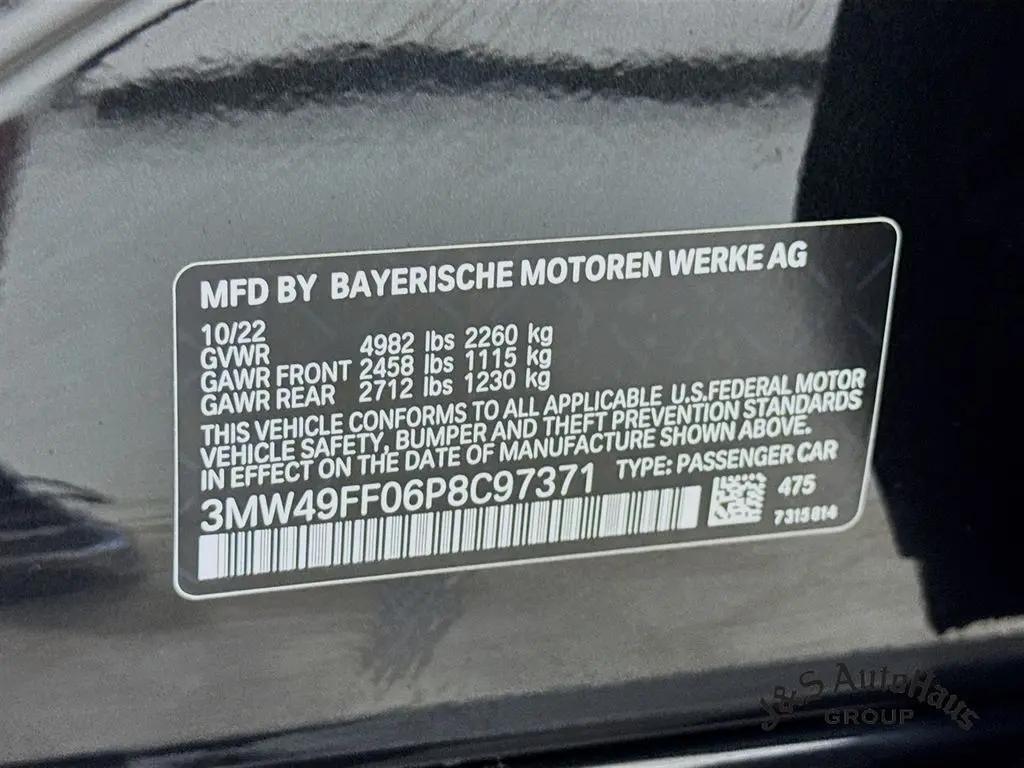 MFD BY BAYERISCHE MOTOREN WERKE AG
10/22
GVWR 4982 lbs 2260 kg
GAWR FRONT 2458 lbs 1115 kg
GAWR REAR 2712 lbs 1230 kg
THIS VEHICLE CONFORMS TO ALL APPLICABLE U.S.FEDERAL MOTOR
VEHICLE SAFETY, BUMPER AND THEFT PREVENTION STANDARDS
IN EFFECT ON THE DATE OF MANUFACTURE SHOWN ABOVE.
3MW49FF06P8C97371 TYPE: PASSENGER CAR
475
7315814
J&S AutoHaus
GROUP